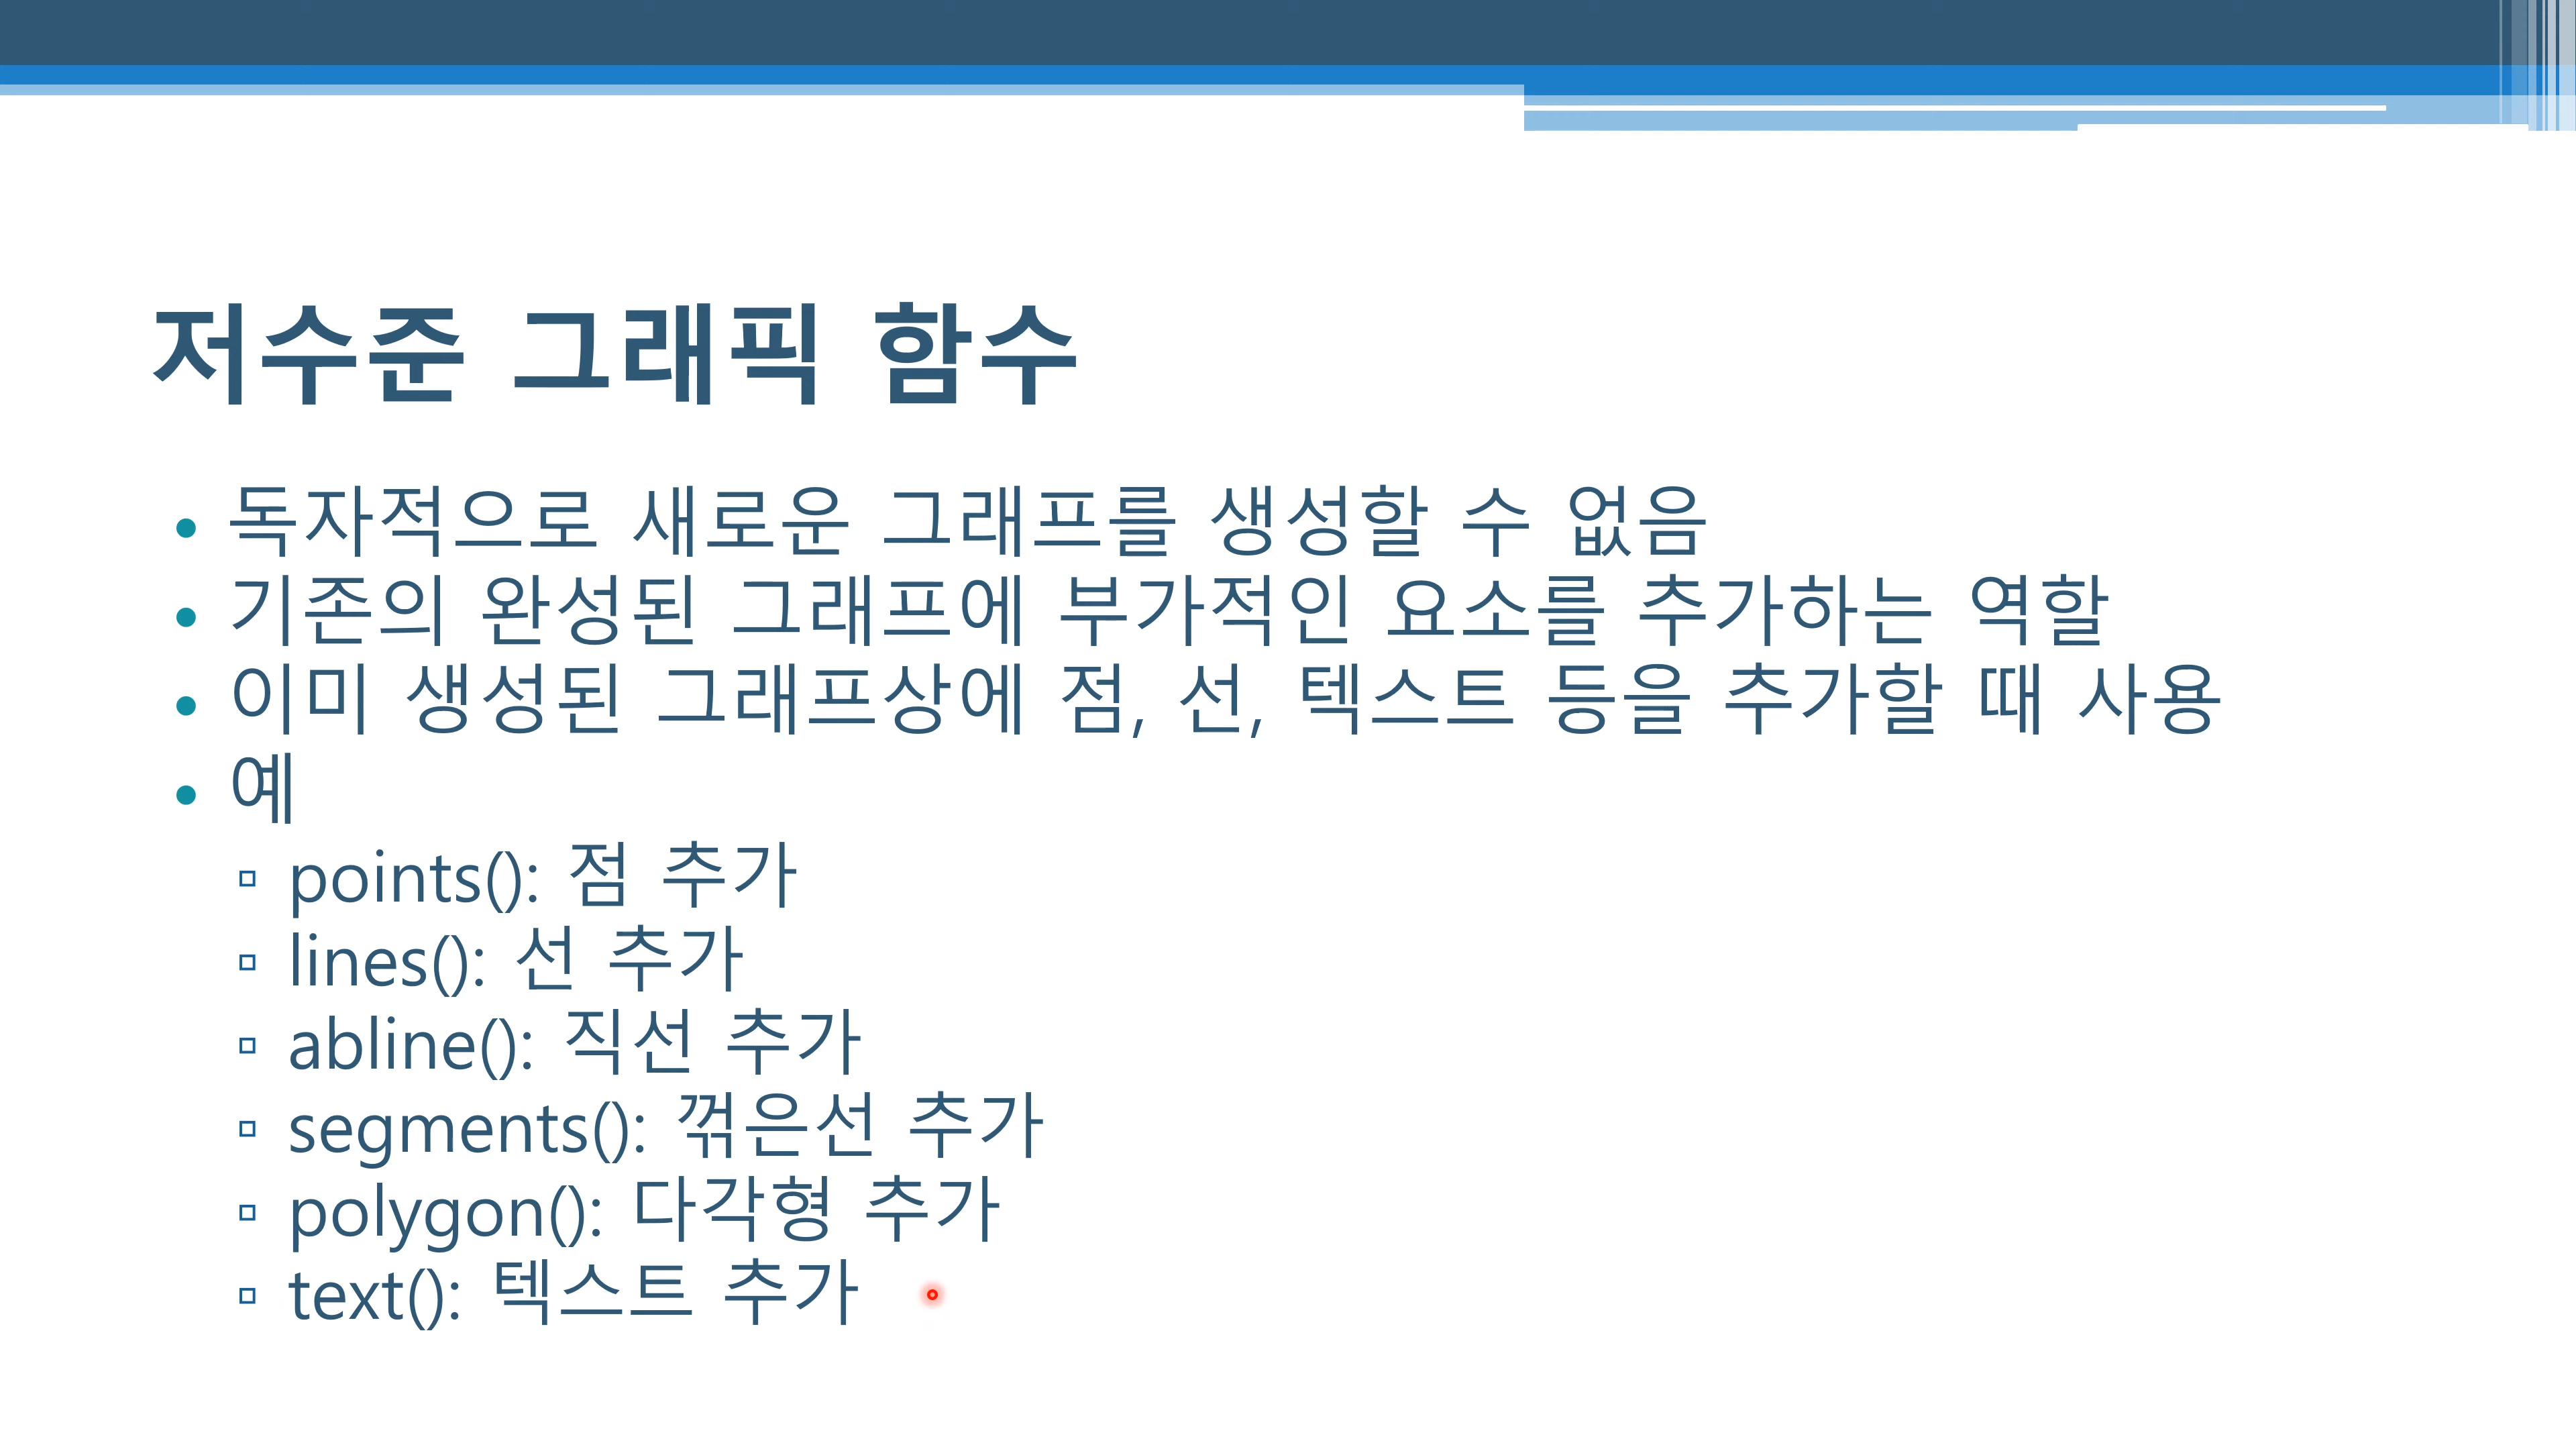 저수준 그래픽 함수
• 독자적으로 새로운 그래프를 생성할 수 없음
• 기존의 완성된 그래프에 부가적인 요소를 추가하는 역할
• 이미 생성된 그래프상에 점, 선, 텍스트 등을 추가할 때 사용
• 예
▫ points(): 점 추가
▫ lines(): 선 추가
▫ abline(): 직선 추가
▫ segments(): 꺾은선 추가
▫ polygon(): 다각형 추가
▫ text(): 텍스트 추가